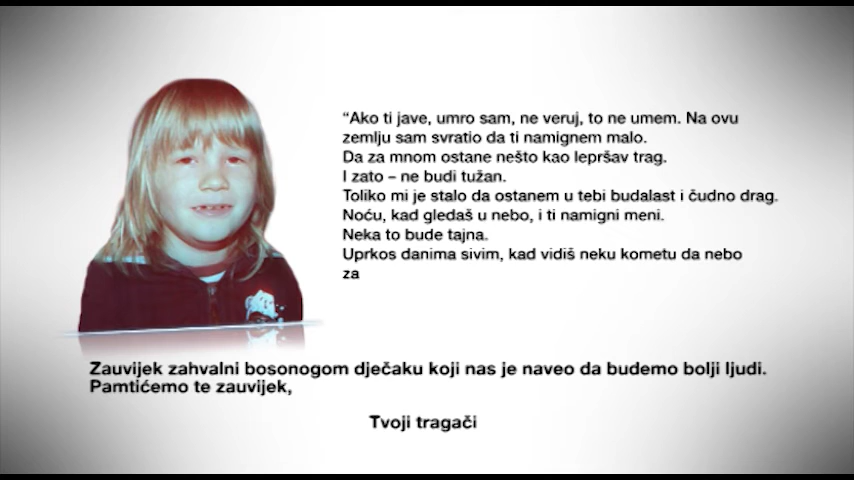 “Ako ti jave, umro sam, ne veruj, to ne umem. Na ovu
zemlju sam svratio da ti namignem malo.
Da za mnom ostane nešto kao lepršav trag.
I zato – ne budi tužan.
Toliko mi je stalo da ostanem u tebi budalast i čudno drag.
Noću, kad gledaš u nebo, i ti namigni meni.
Neka to bude tajna.
Uprkos danima sivim, kad vidiš neku kometu da nebo
za
Zauvijek zahvalni bosonogom dječaku koji nas je naveo da budemo bolji ljudi.
Pamtićemo te zauvijek,
Tvoji tragači